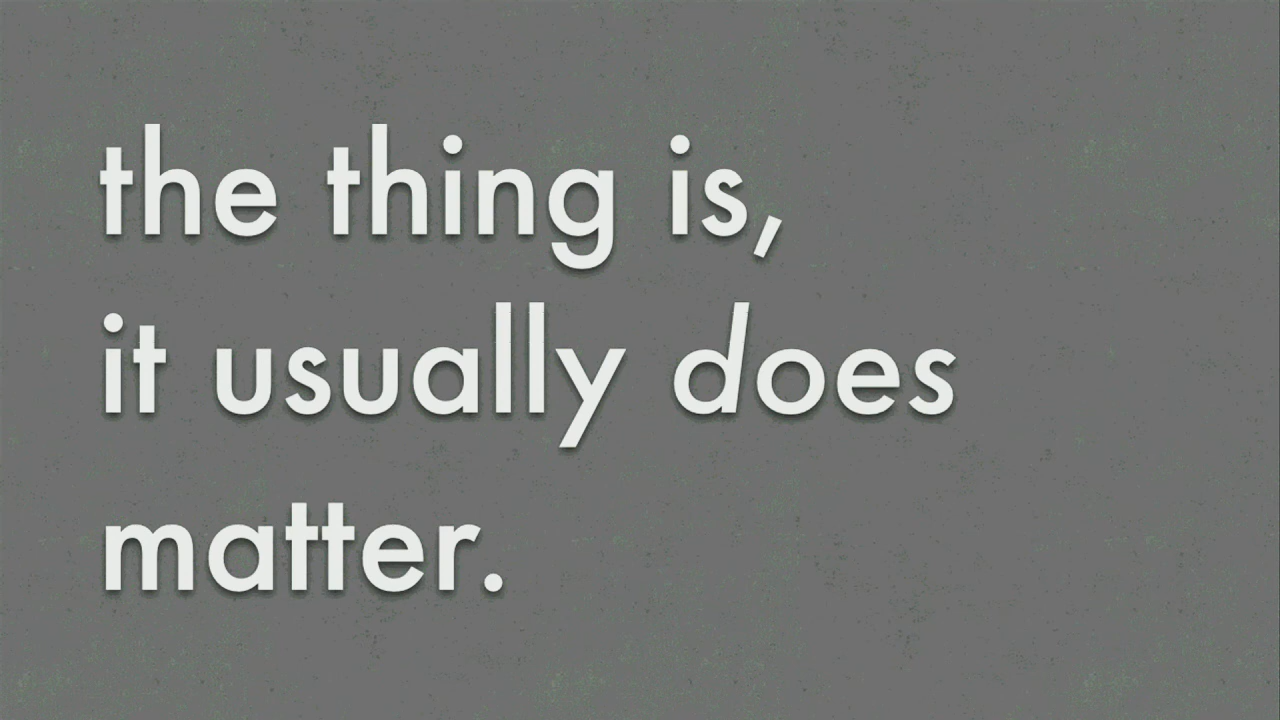 the thing is,
it usually does
matter.